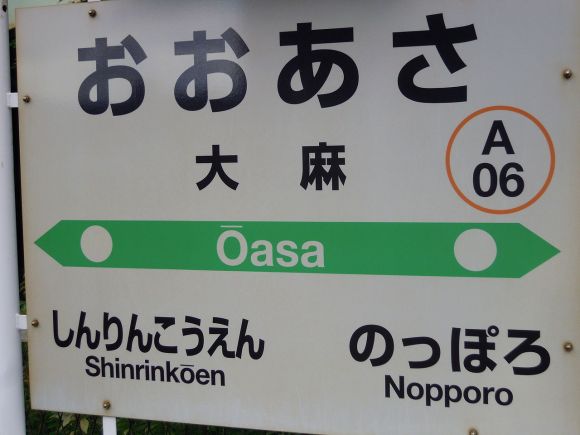 おおあさ
大麻
A
06
Ōasa
しんりんこうえん
Shinrinkōen
のっぽろ
Nopporo